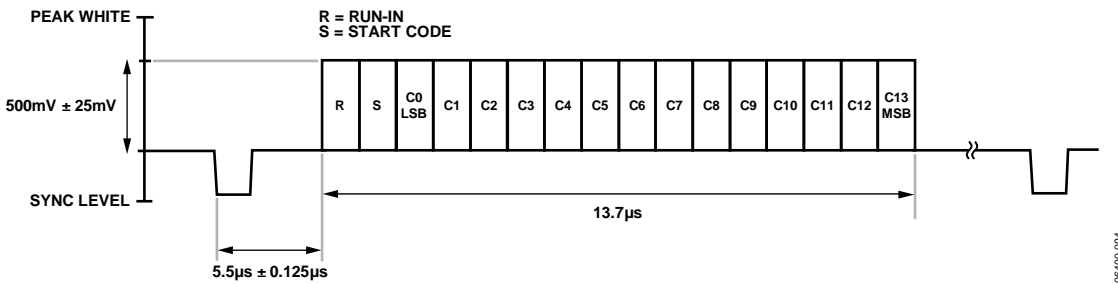 PEAK WHITE
R = RUN-IN
S = START CODE
500mV ± 25mV
R
S
C0
LSB
C1
C2
C3
C4
C5
C6
C7
C8
C9
C10
C11
C12
C13
MSB
SYNC LEVEL
13.7µs
5.5µs ± 0.125µs